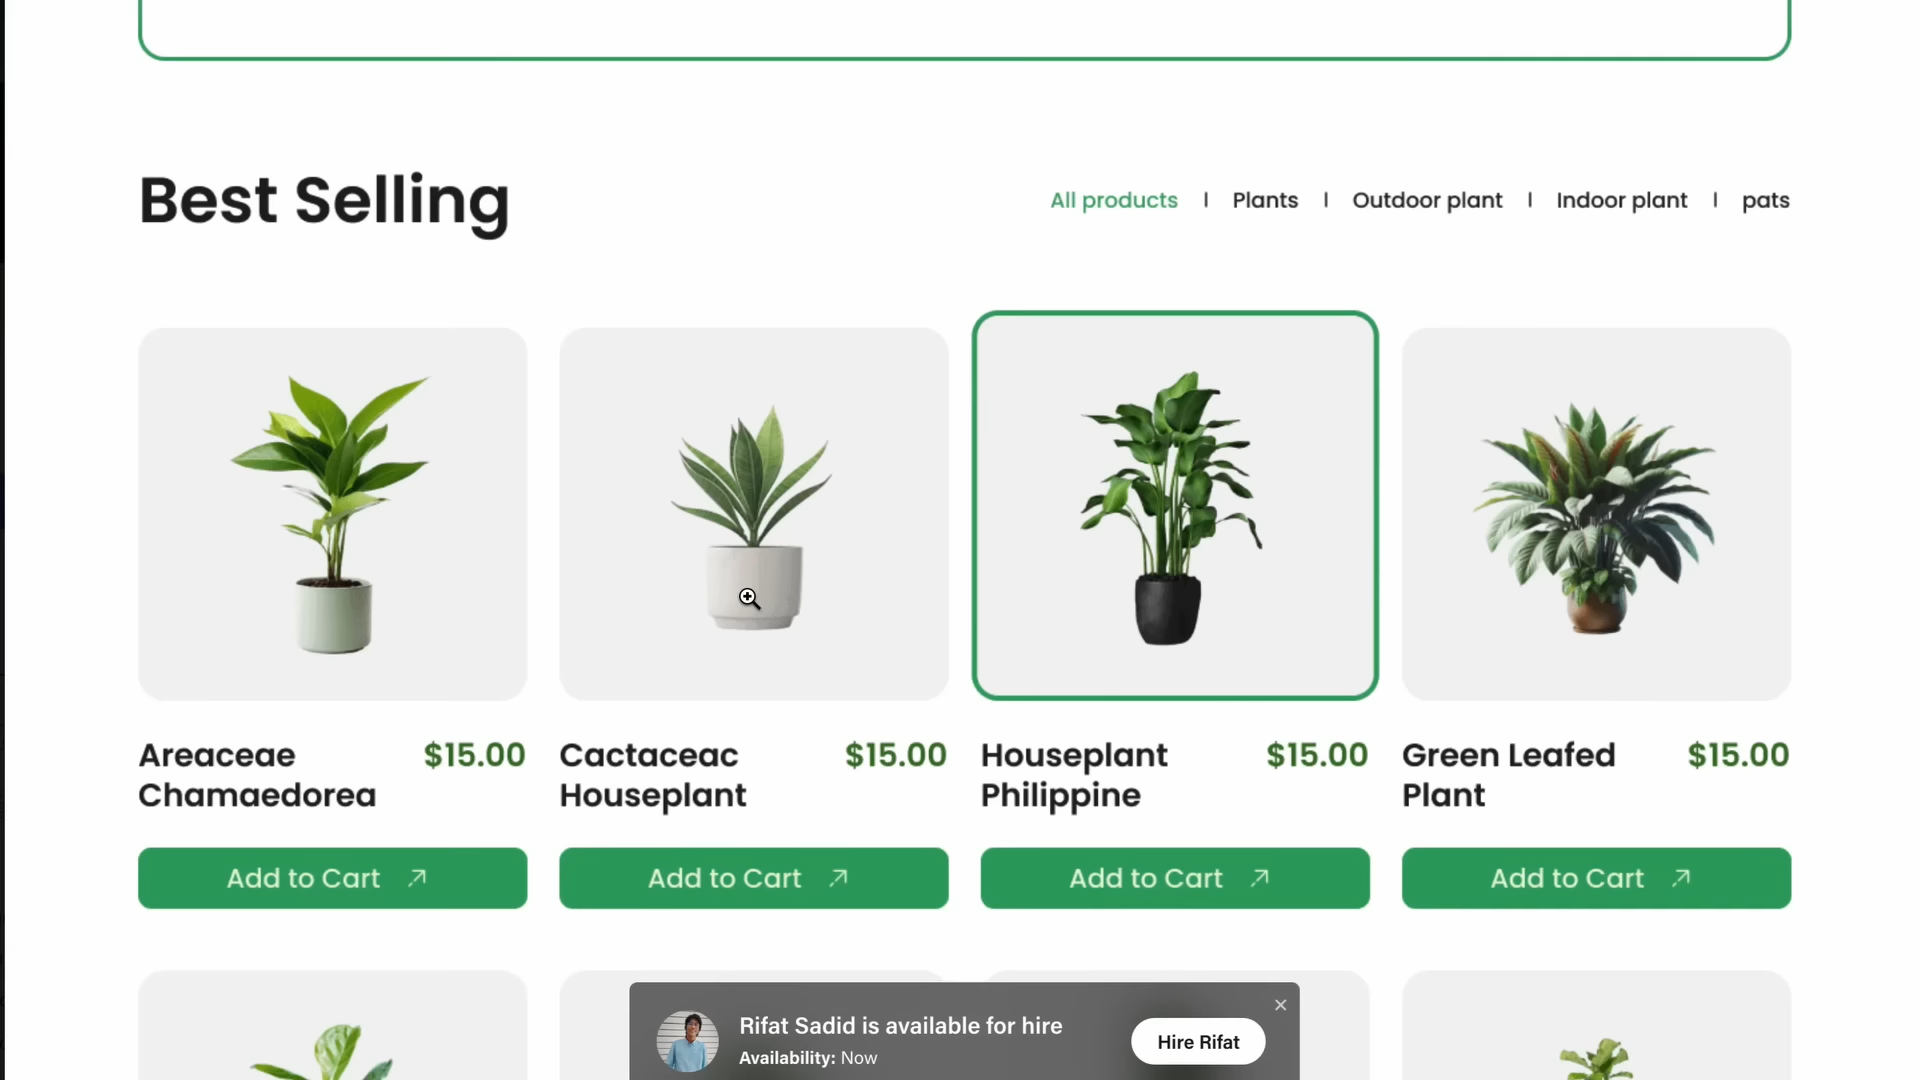 Best Selling
All products | Plants | Outdoor plant | Indoor plant | pats
Areaceae
Chamaedorea
$15.00
Cactaceac
Houseplant
$15.00
Houseplant
Philippine
$15.00
Green Leafed
Plant
$15.00
Add to Cart
Add to Cart
Add to Cart
Add to Cart
Rifat Sadid is available for hire
Availability: Now
Hire Rifat